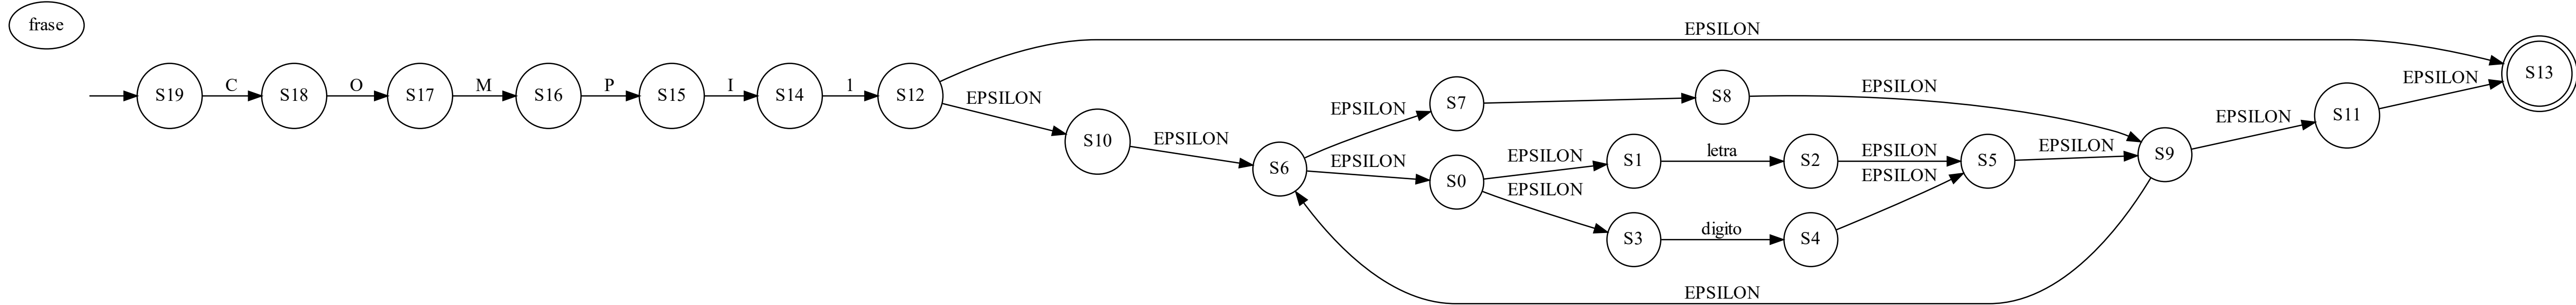 frase
EPSILON
S19 C S18 O S17 M S16 P S15 I S14 1 S12
EPSILON
S10
EPSILON
S6
EPSILON
S7
S8
EPSILON
EPSILON
S0
EPSILON
S1
letra
S2
EPSILON
S5
EPSILON
S9
EPSILON
S3
digito
S4
EPSILON
EPSILON
EPSILON
S11
EPSILON
S13